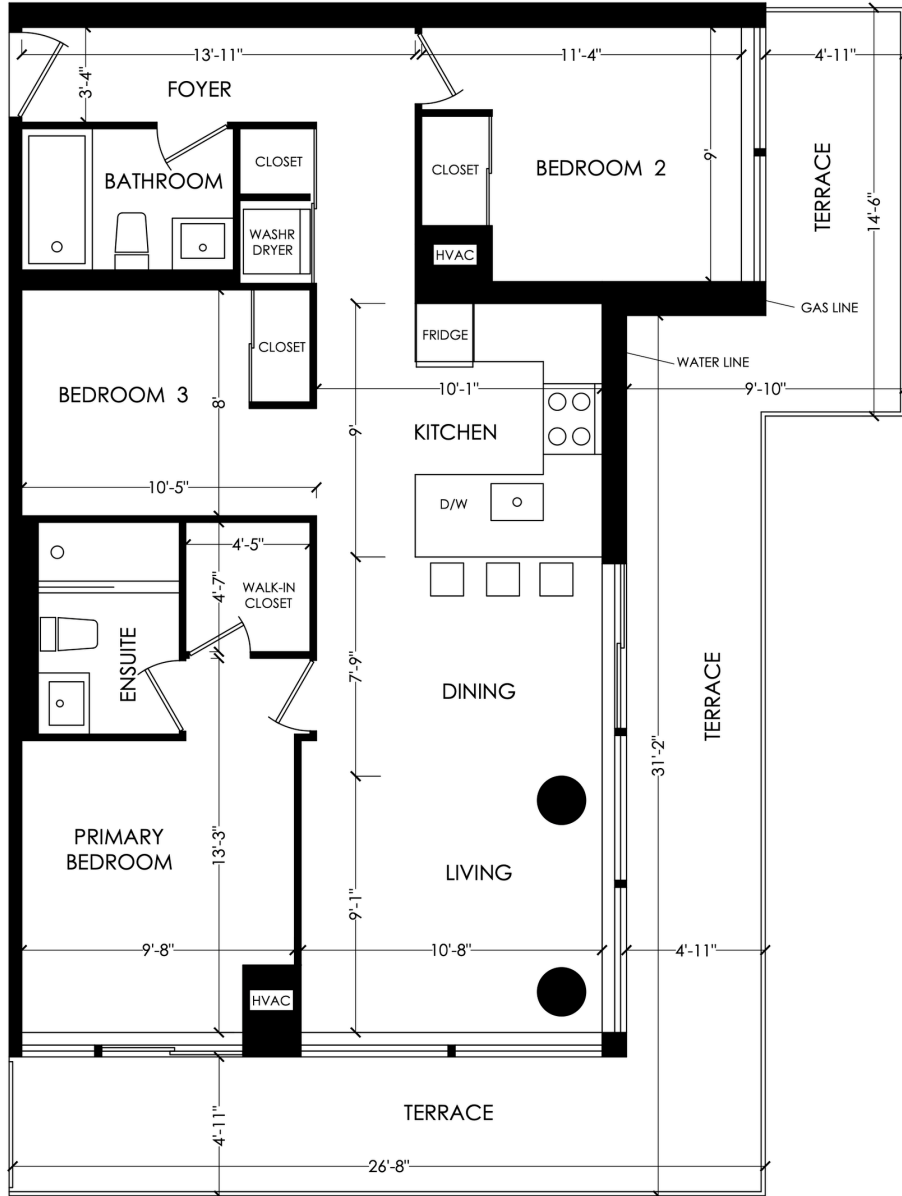 13'-11"
11'-4"
4'-11"
3'-4"
FOYER
CLOSET
BATHROOM
CLOSET
BEDROOM 2
9'
TERRACE
14'-6"
WASHR
DRYER
HVAC
GAS LINE
FRIDGE
CLOSET
WATER LINE
BEDROOM 3
8'
10'-1"
9'-10"
9'
KITCHEN
10'-5"
D/W
4'-5"
4'-7"
WALK-IN
CLOSET
ENSUITE
7'-9"
DINING
TERRACE
31'-2"
PRIMARY
BEDROOM
13'-3"
LIVING
9'-1"
9'-8"
10'-8"
4'-11"
HVAC
4'-11"
TERRACE
26'-8"